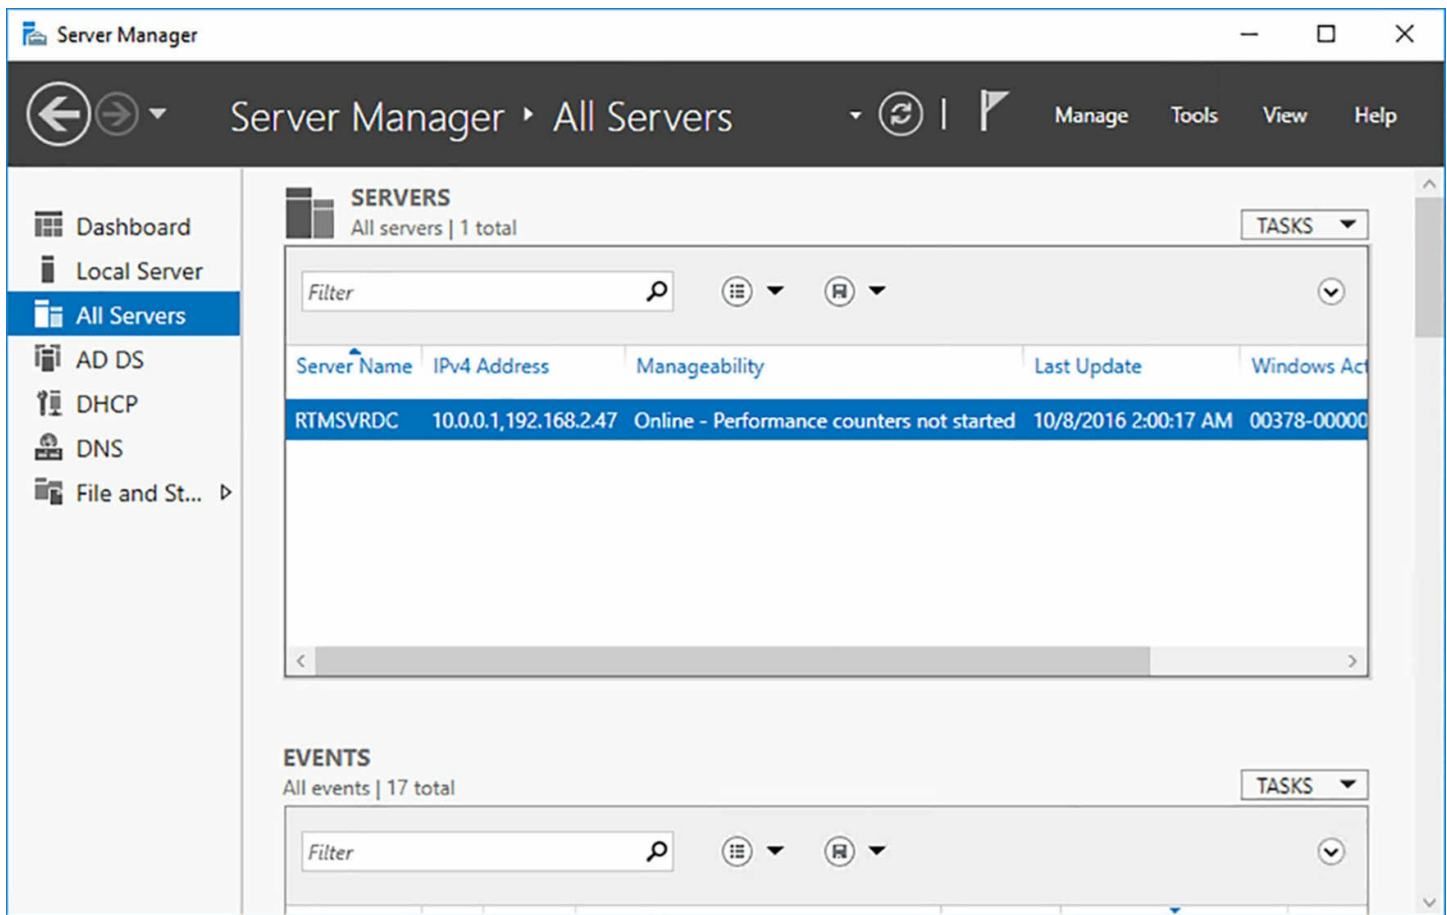 Server Manager
Server Manager ‣ All Servers
Manage Tools View Help
Dashboard
Local Server
All Servers
AD DS
DHCP
DNS
File and St...
SERVERS
All servers | 1 total
TASKS
Filter
Server Name IPv4 Address Manageability Last Update Windows Act
RTMSVRDC 10.0.0.1,192.168.2.47 Online - Performance counters not started 10/8/2016 2:00:17 AM 00378-00000
EVENTS
All events | 17 total
TASKS
Filter